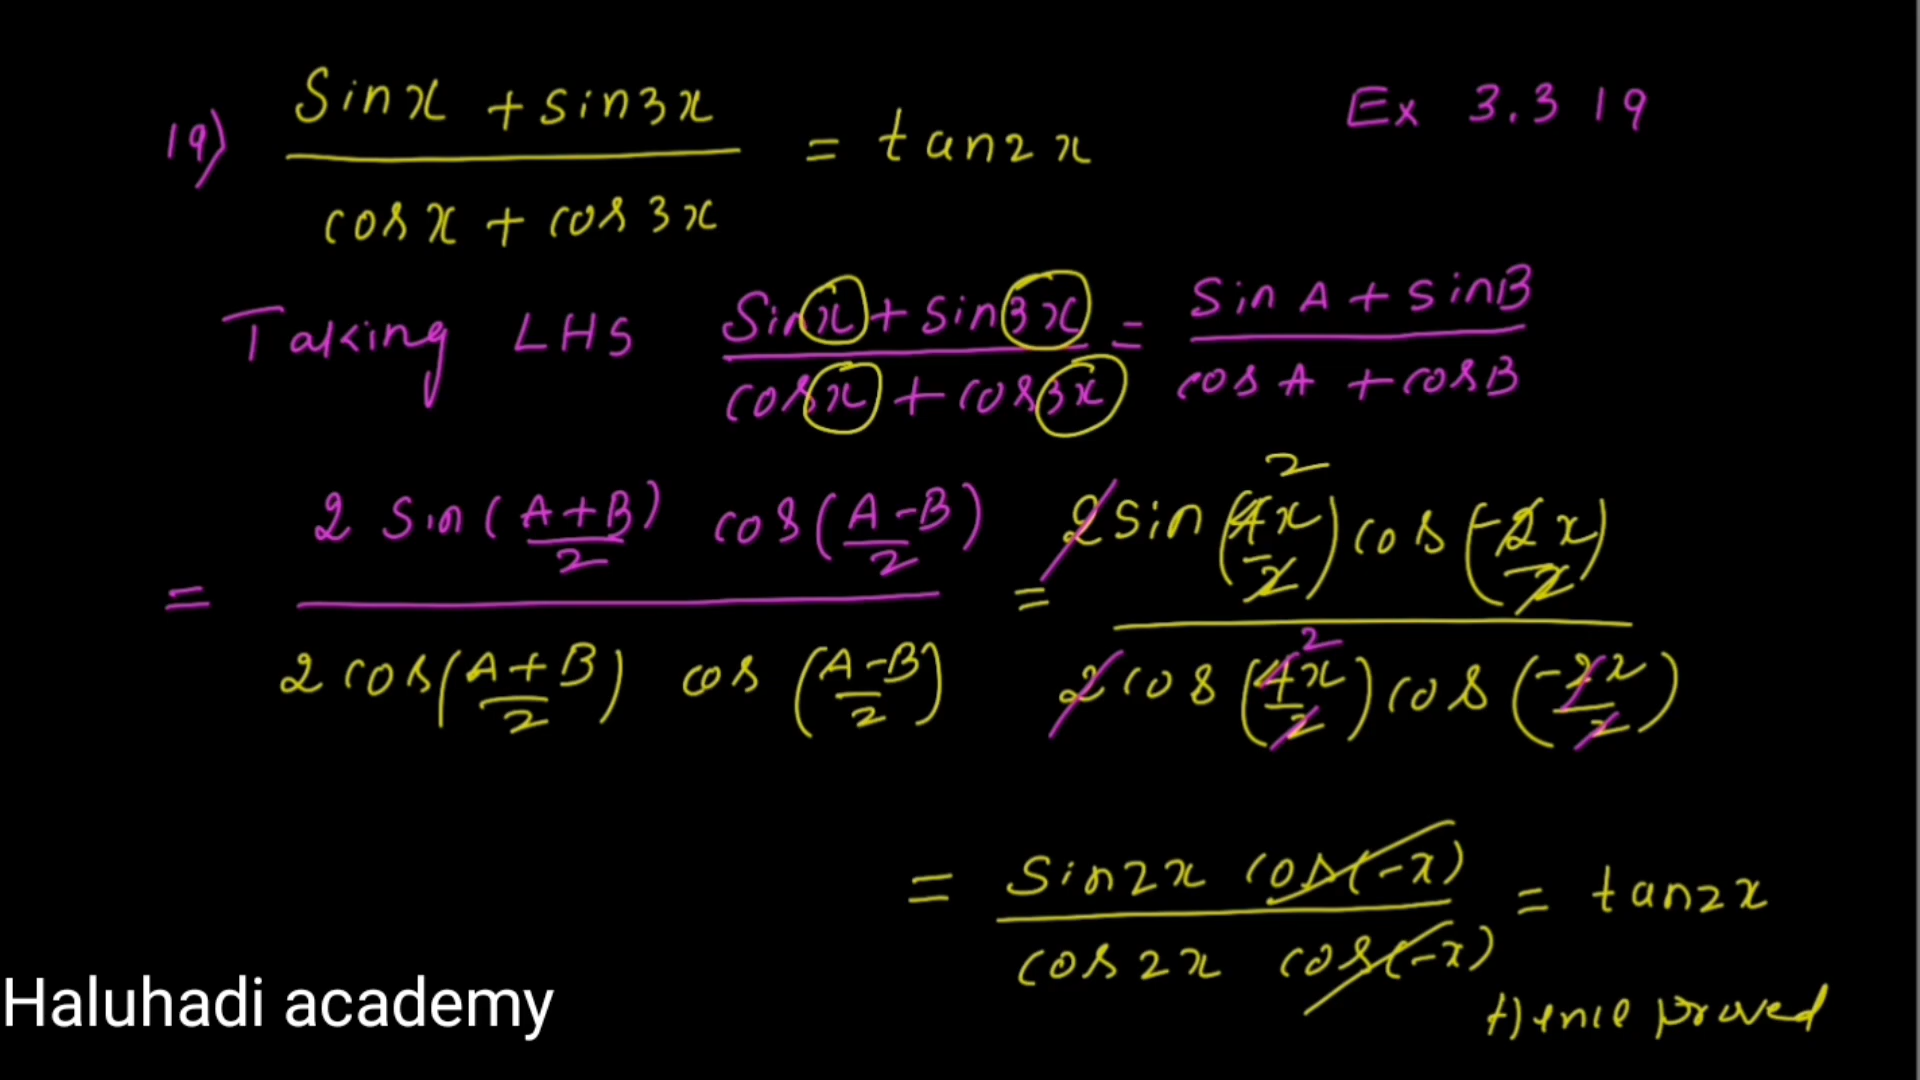 19) (Sin x + sin 3x) / (cos x + cos 3x) = tan 2x
Ex 3.3 19
Taking LHS (Sin x + sin 3x) / (cos x + cos 3x) = (Sin A + sin B) / (cos A + cos B)
= (2 Sin((A+B)/2) cos((A-B)/2)) / (2 cos((A+B)/2) cos((A-B)/2)) = (2 sin(4x/2) cos(-2x/2)) / (2 cos(4x/2) cos(-2x/2))
2
2
= (Sin 2x cos(-x)) / (cos 2x cos(-x)) = tan 2x
Hence proved
Haluhadi academy